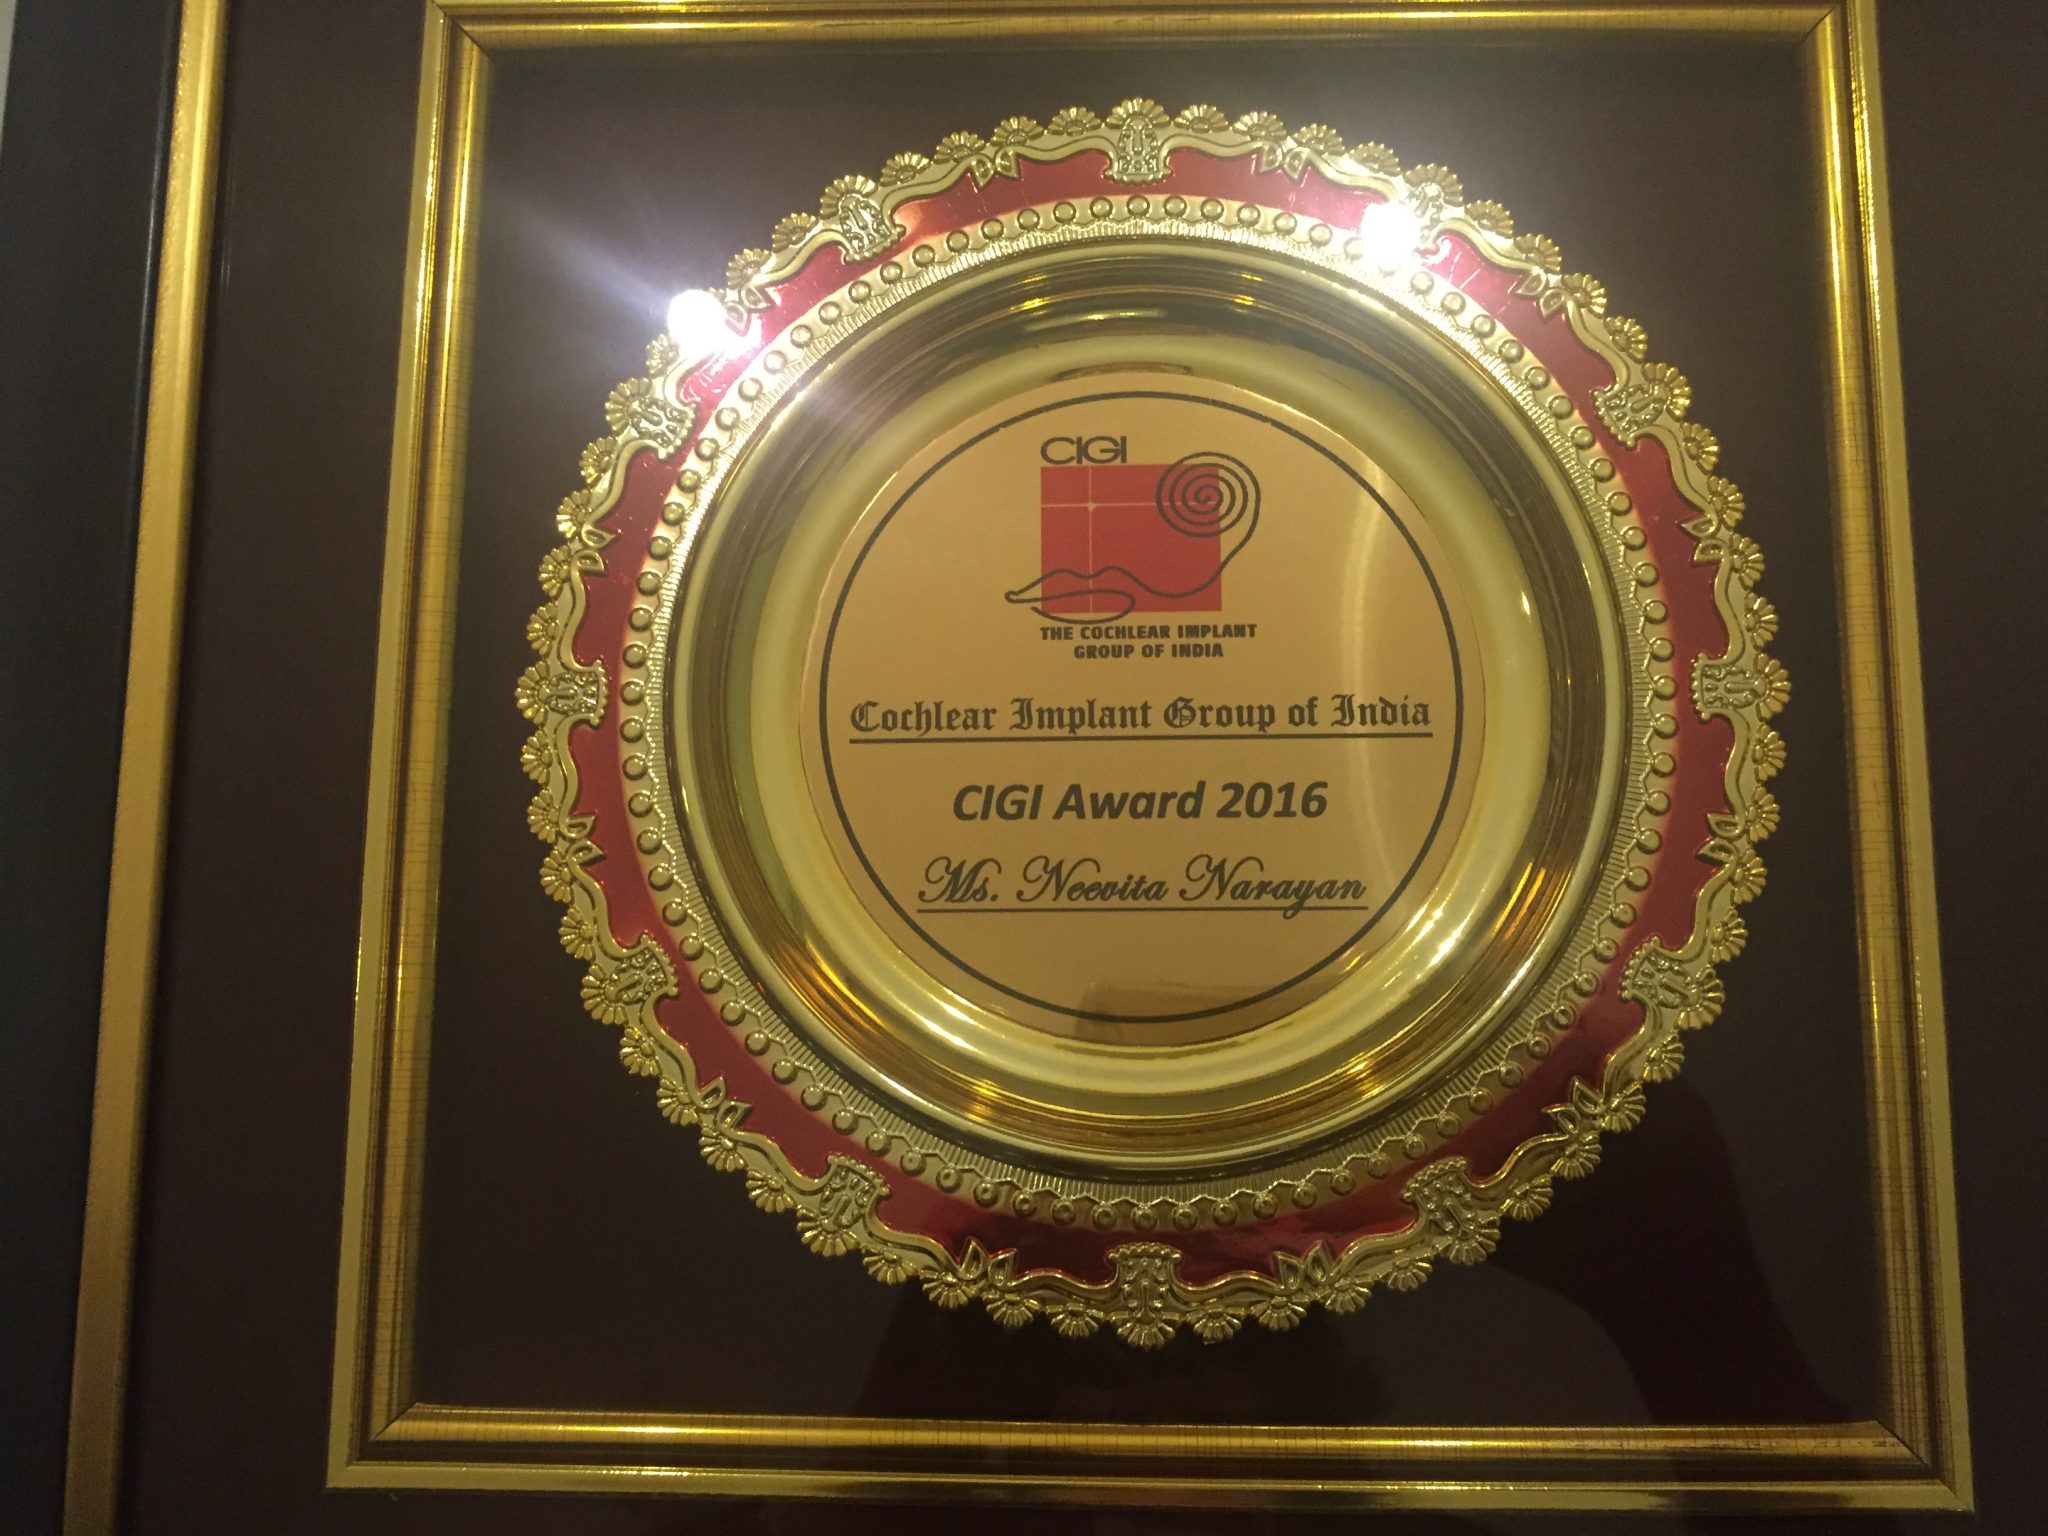 CIGI
THE COCHLEAR IMPLANT
GROUP OF INDIA
Cochlear Implant Group of India
CIGI Award 2016
Ms. Neevita Narayan